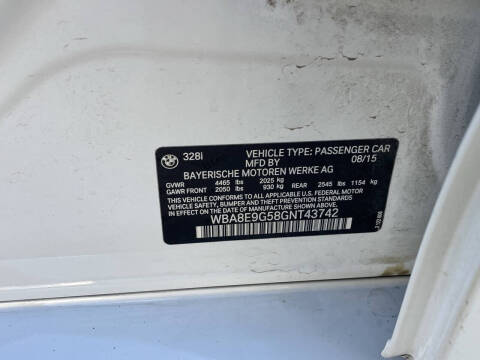 BMW
328i VEHICLE TYPE: PASSENGER CAR
MFD BY 08/15
BAYERISCHE MOTOREN WERKE AG
GVWR 4465 lbs 2025 kg
GAWR FRONT 2050 lbs 930 kg REAR 2545 lbs 1154 kg
THIS VEHICLE CONFORMS TO ALL APPLICABLE U.S. FEDERAL MOTOR
VEHICLE SAFETY, BUMPER, AND THEFT PREVENTION STANDARDS
IN EFFECT ON THE DATE OF MANUFACTURE SHOWN ABOVE.
WBA8E9G58GNT43742